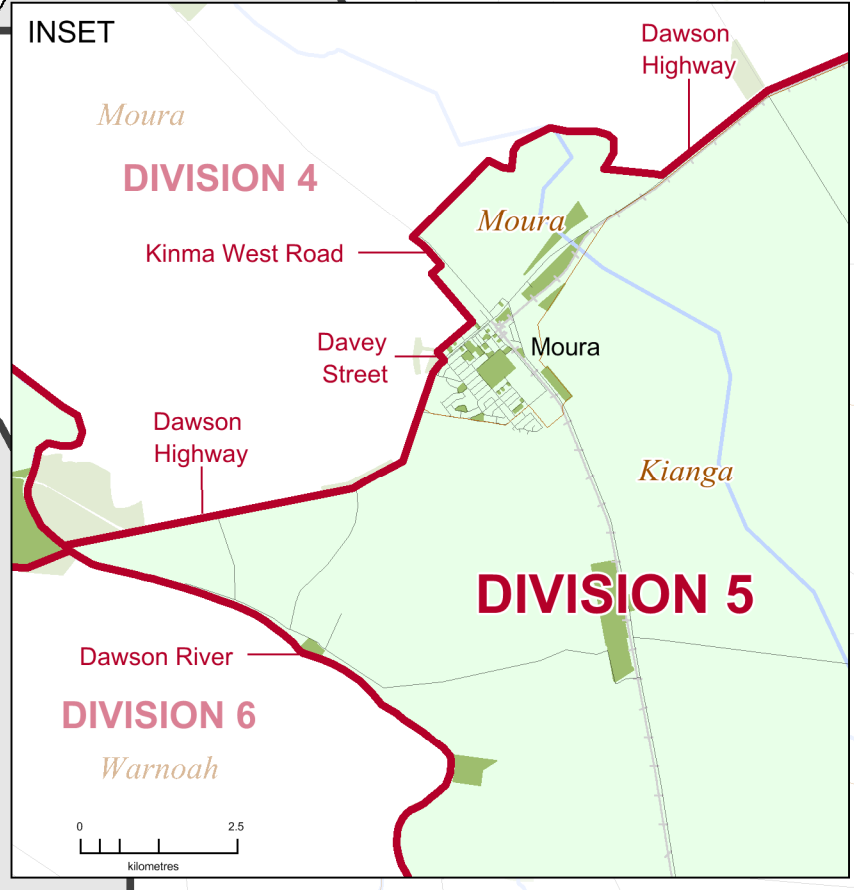 INSET
Dawson
Highway
Moura
DIVISION 4
Moura
Kinma West Road
Davey
Street
Moura
Dawson
Highway
Kianga
DIVISION 5
Dawson River
DIVISION 6
Warnoah
0 2.5
kilometres